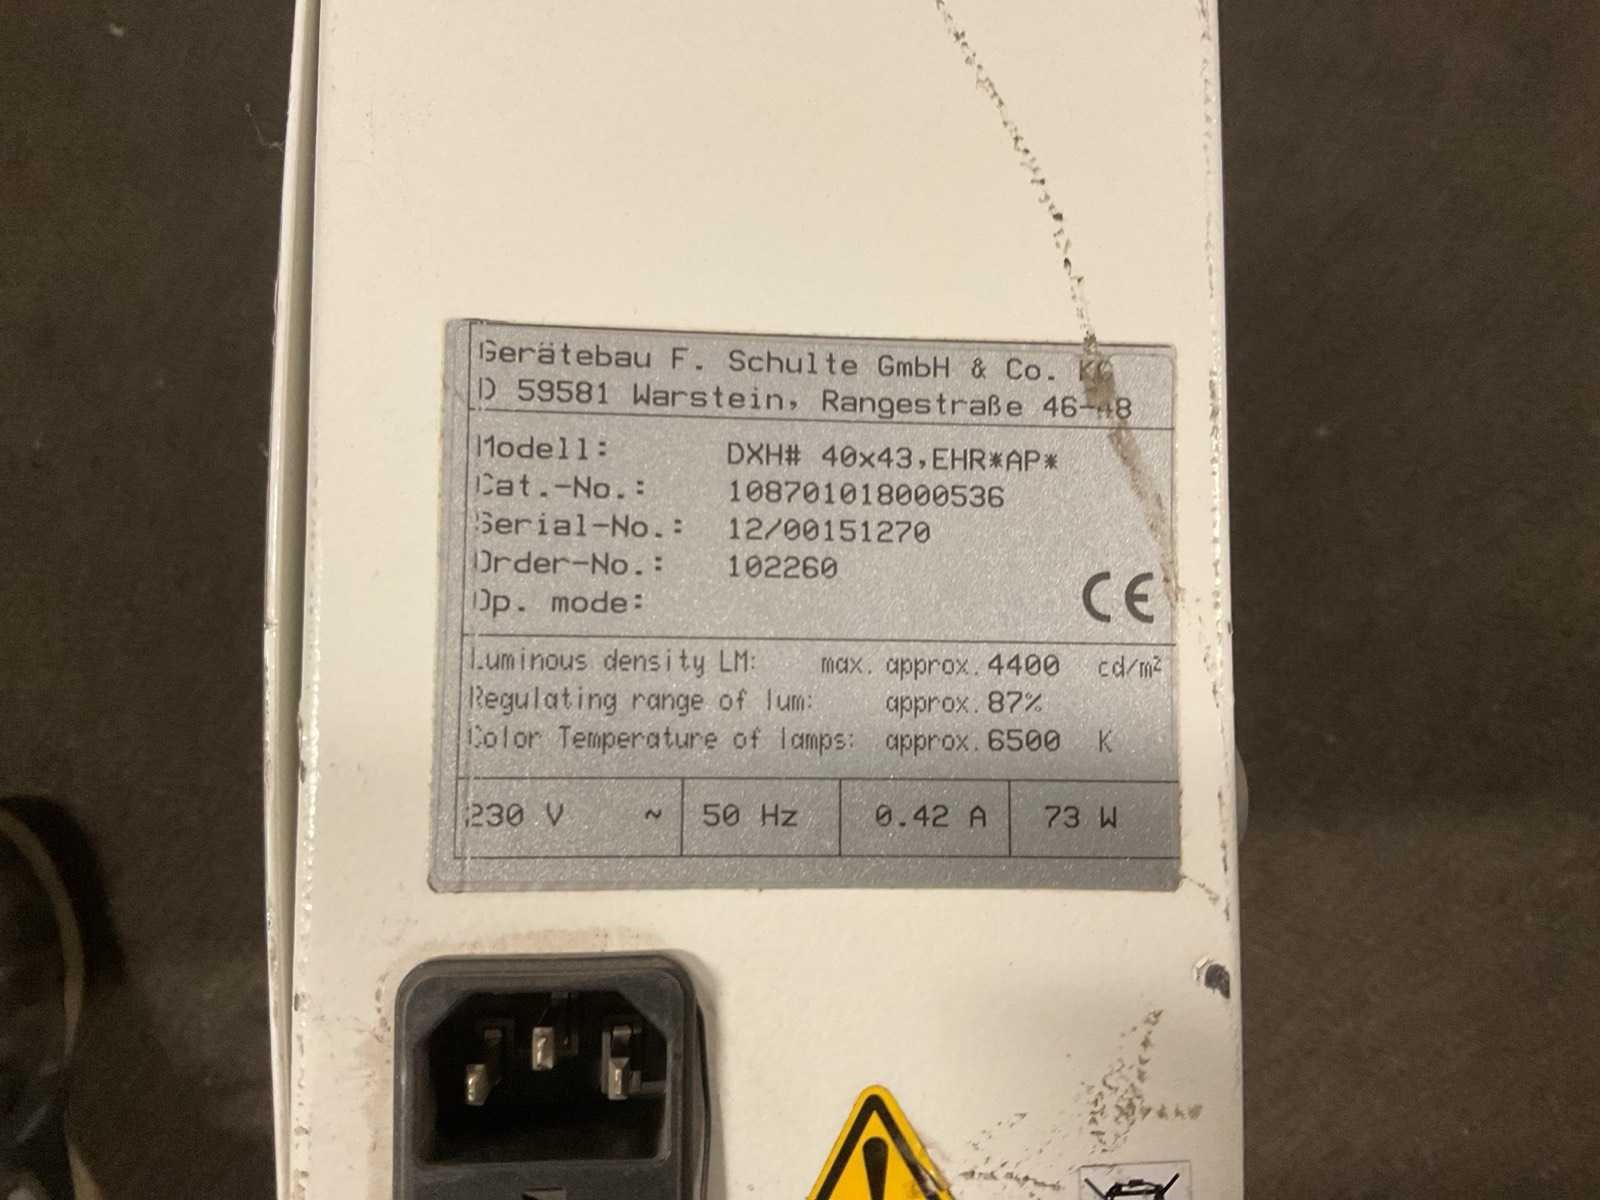 Gerätebau F. Schulte GmbH & Co. KG
D 59581 Warstein, Rangestraße 46-48
Modell: DXH# 40x43,EHR*AP*
Cat.-No.: 108701018000536
Serial-No.: 12/00151270
Order-No.: 102260
Op. mode:
CE
Luminous density LM: max. approx. 4400 cd/m²
Regulating range of lum: approx. 87%
Color Temperature of lamps: approx. 6500 K
230 V ~ 50 Hz 0.42 A 73 W